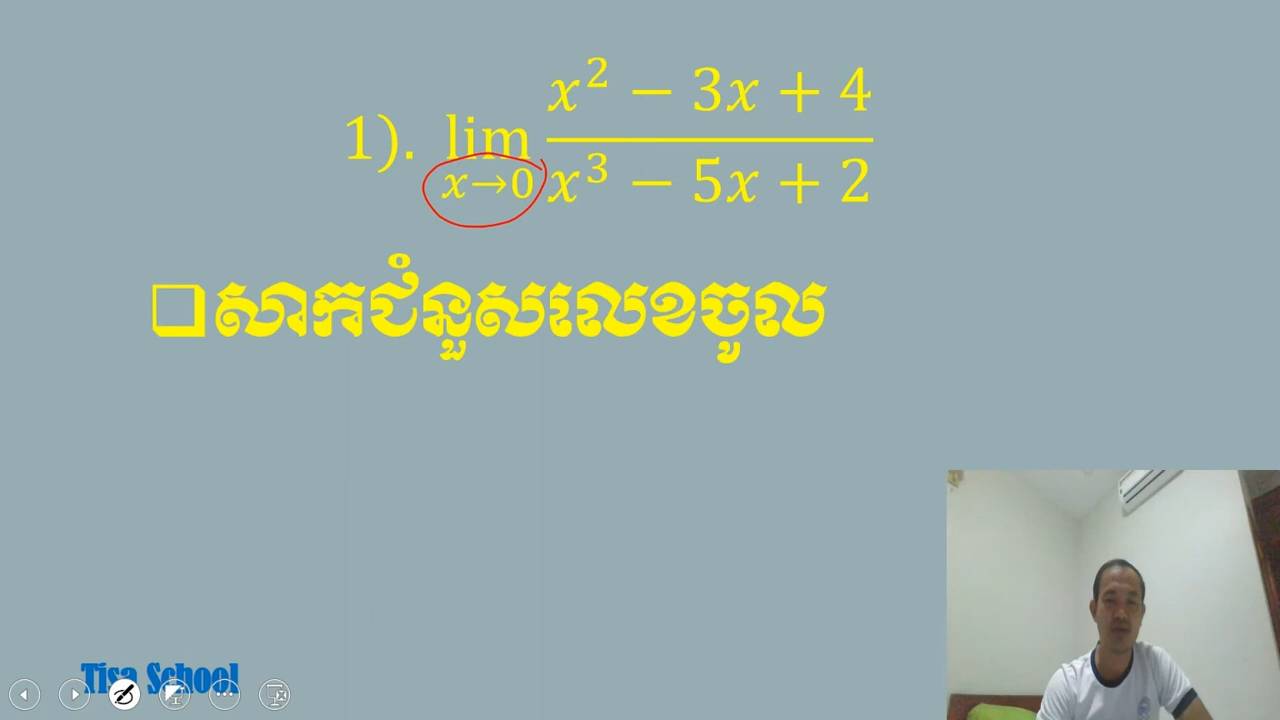 1). lim x→0 (x² − 3x + 4)/(x³ − 5x + 2)
❑សាកជំនួសលេខចូល
Tisa School